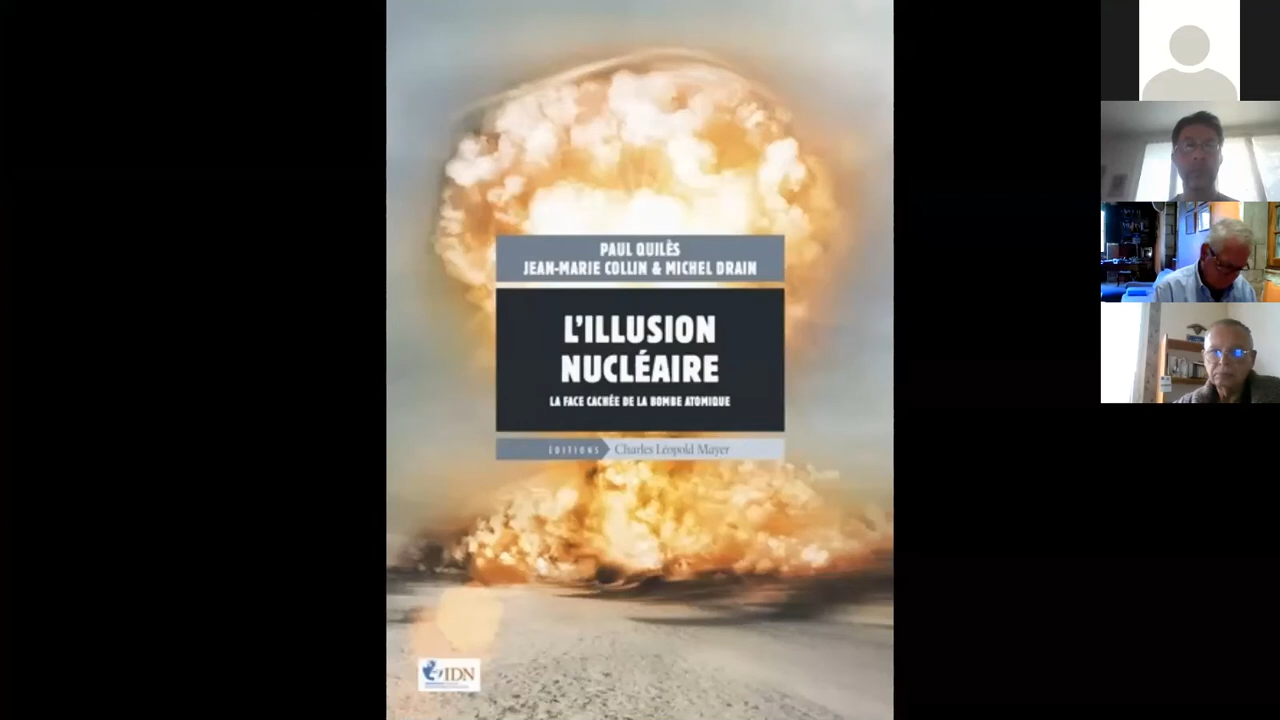 PAUL QUILÈS
JEAN-MARIE COLLIN & MICHEL DRAIN
L'ILLUSION
NUCLÉAIRE
LA FACE CACHÉE DE LA BOMBE ATOMIQUE
ÉDITIONS Charles Léopold Mayer
IDN